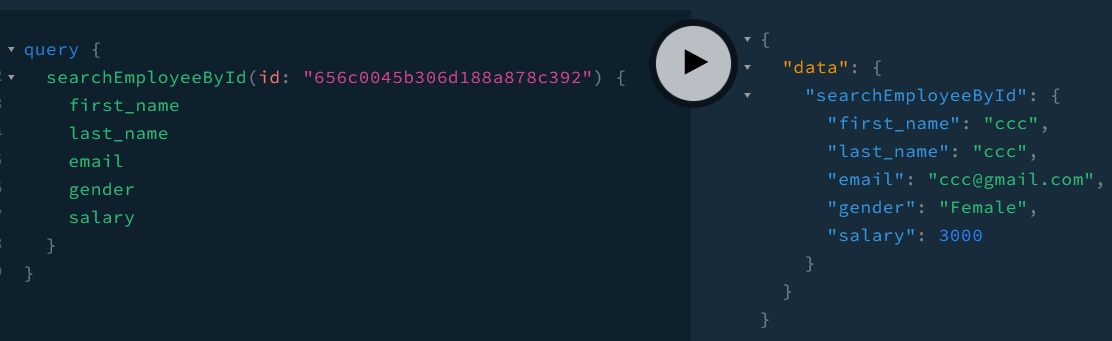 query {
searchEmployeeById(id: "656c0045b306d188a878c392") {
first_name
last_name
email
gender
salary
}
}
{
"data": {
"searchEmployeeById": {
"first_name": "ccc",
"last_name": "ccc",
"email": "ccc@gmail.com",
"gender": "Female",
"salary": 3000
}
}
}